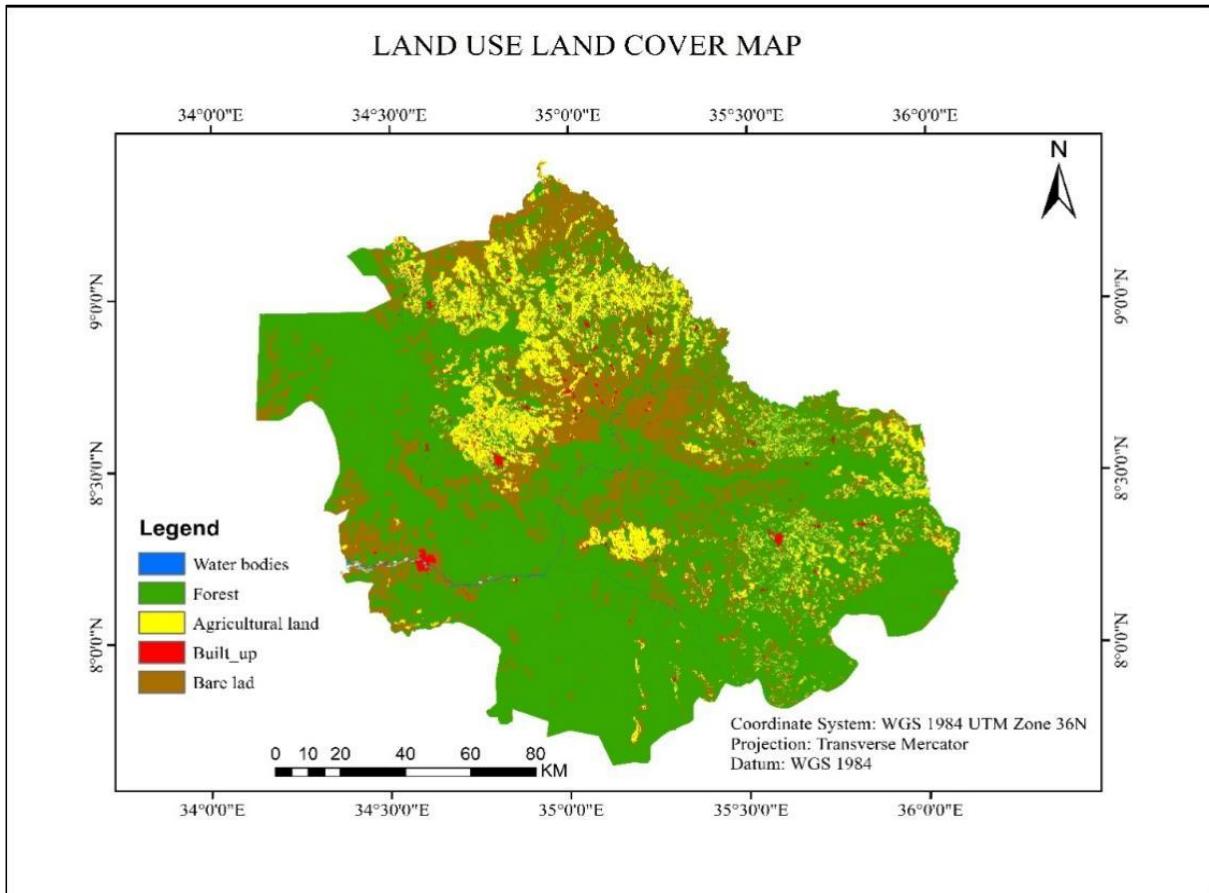 LAND USE LAND COVER MAP
34°0'0"E 34°30'0"E 35°0'0"E 35°30'0"E 36°0'0"E
N
9°0'0"N 9°0'0"N
8°30'0"N 8°30'0"N
8°0'0"N 8°0'0"N
Legend
Water bodies
Forest
Agricultural land
Built_up
Bare lad
Coordinate System: WGS 1984 UTM Zone 36N
Projection: Transverse Mercator
Datum: WGS 1984
0 10 20 40 60 80
KM
34°0'0"E 34°30'0"E 35°0'0"E 35°30'0"E 36°0'0"E